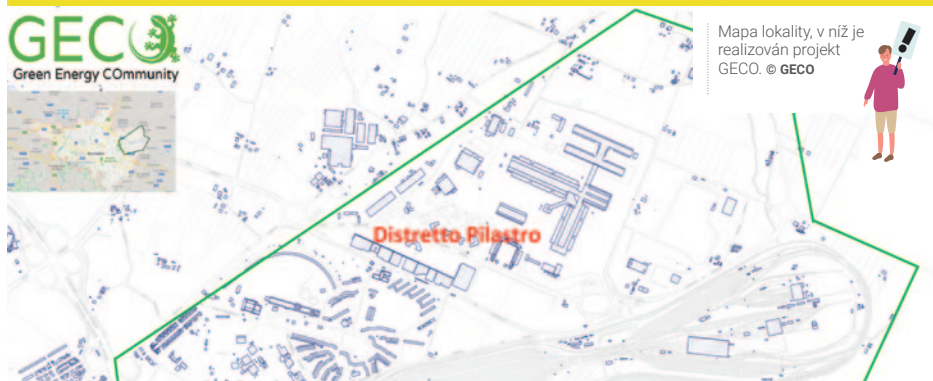 GECO
Green Energy COmmunity
Mapa lokality, v níž je
realizován projekt
GECO. © GECO
Distretto Pilastro